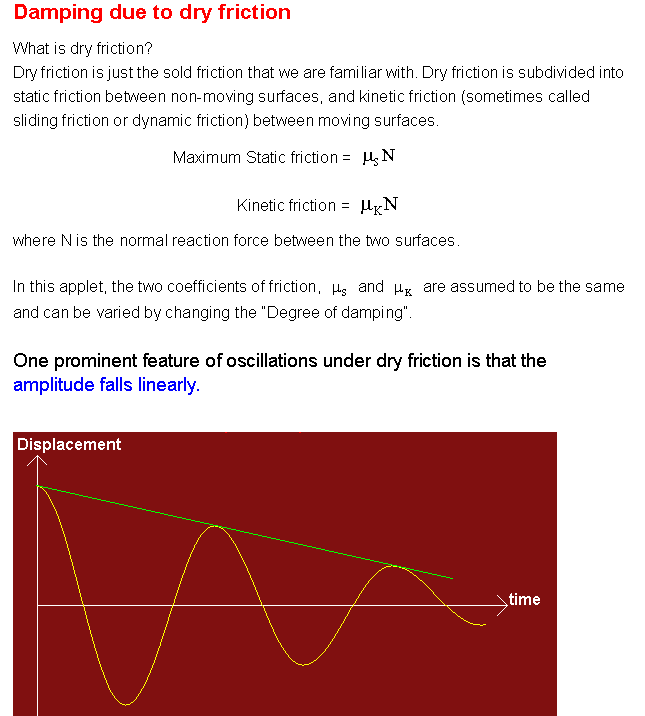 Damping due to dry friction
What is dry friction?
Dry friction is just the sold friction that we are familiar with. Dry friction is subdivided into
static friction between non-moving surfaces, and kinetic friction (sometimes called
sliding friction or dynamic friction) between moving surfaces.
Maximum Static friction = μsN
Kinetic friction = μKN
where N is the normal reaction force between the two surfaces.
In this applet, the two coefficients of friction, μs and μK are assumed to be the same
and can be varied by changing the "Degree of damping".
One prominent feature of oscillations under dry friction is that the
amplitude falls linearly.
Displacement
time